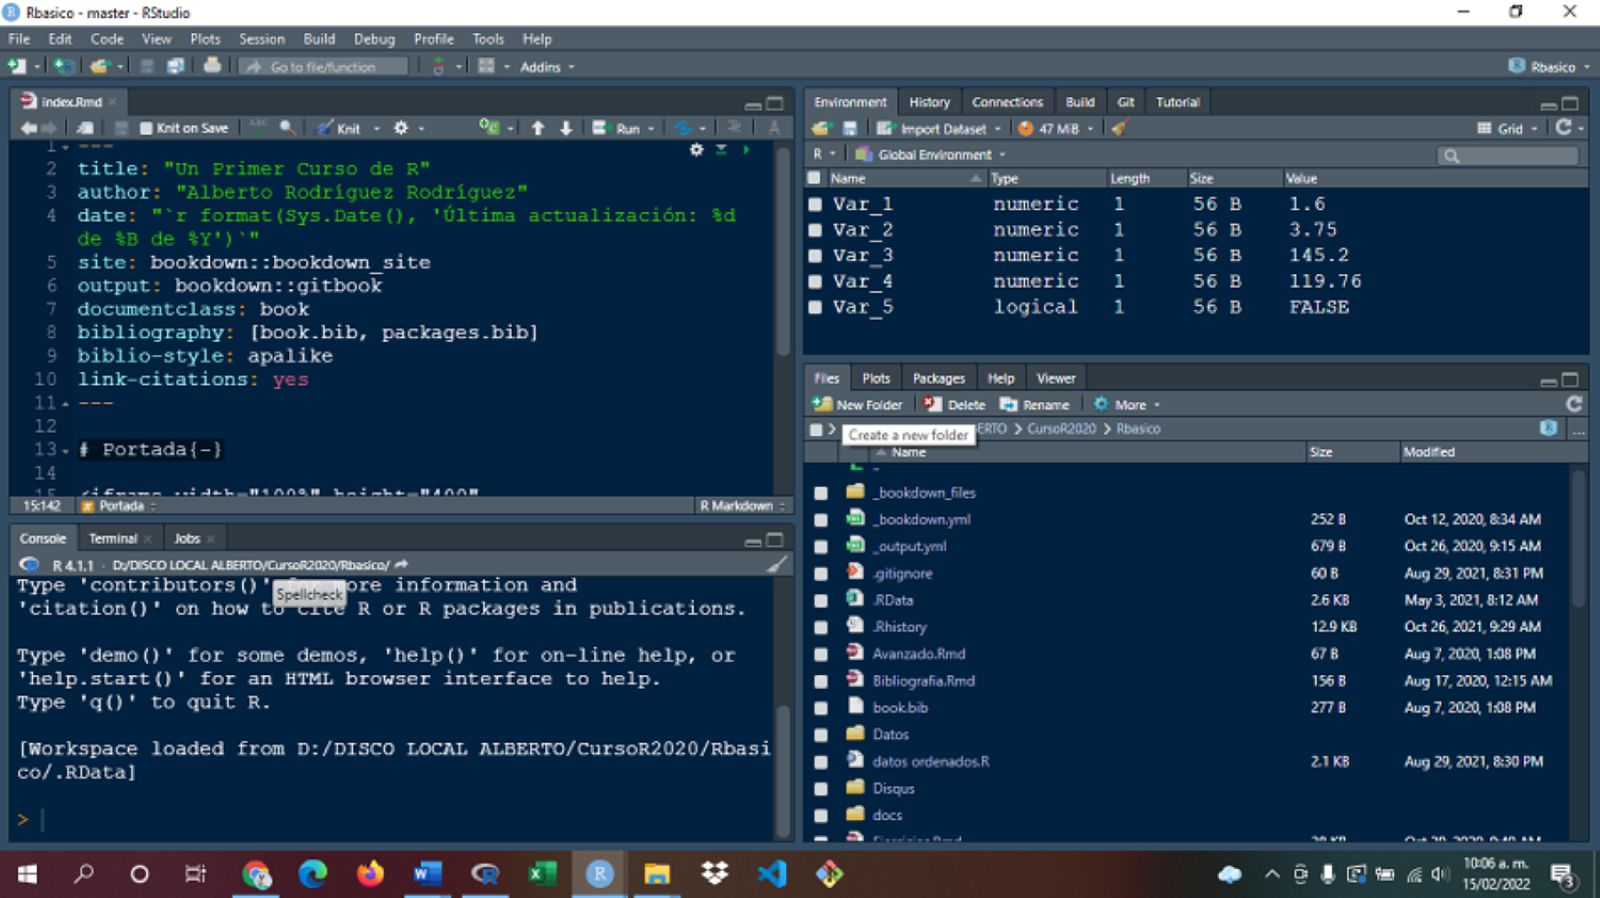 Rbasico - master - RStudio
File Edit Code View Plots Session Build Debug Profile Tools Help
Go to file/function Addins Rbasico
index.Rmd
Knit on Save ABC Knit Run
1 ---
2 title: "Un Primer Curso de R"
3 author: "Alberto Rodríguez Rodríguez"
4 date: "`r format(Sys.Date(), 'Última actualización: %d
de %B de %Y')`"
5 site: bookdown::bookdown_site
6 output: bookdown::gitbook
7 documentclass: book
8 bibliography: [book.bib, packages.bib]
9 biblio-style: apalike
10 link-citations: yes
11 ---
12
13 # Portada{-}
14
15 <iframe width="100%" height="400"
15:142 Portada R Markdown
Console Terminal Jobs
R 4.1.1 · D:/DISCO LOCAL ALBERTO/CursoR2020/Rbasico/
Type 'contributors()' for more information and
Spellcheck
'citation()' on how to cite R or R packages in publications.
Type 'demo()' for some demos, 'help()' for on-line help, or
'help.start()' for an HTML browser interface to help.
Type 'q()' to quit R.
[Workspace loaded from D:/DISCO LOCAL ALBERTO/CursoR2020/Rbasi
co/.RData]
>
Environment History Connections Build Git Tutorial
Import Dataset 47 MiB Grid
R Global Environment
Name Type Length Size Value
Var_1 numeric 1 56 B 1.6
Var_2 numeric 1 56 B 3.75
Var_3 numeric 1 56 B 145.2
Var_4 numeric 1 56 B 119.76
Var_5 logical 1 56 B FALSE
Files Plots Packages Help Viewer
New Folder Delete Rename More
Create a new folder
BERTO > CursoR2020 > Rbasico ...
Name Size Modified
_bookdown_files
_bookdown.yml 252 B Oct 12, 2020, 8:34 AM
_output.yml 679 B Oct 26, 2020, 9:15 AM
.gitignore 60 B Aug 29, 2021, 8:31 PM
.RData 2.6 KB May 3, 2021, 8:12 AM
.Rhistory 12.9 KB Oct 26, 2021, 9:29 AM
Avanzado.Rmd 67 B Aug 7, 2020, 1:08 PM
Bibliografia.Rmd 156 B Aug 17, 2020, 12:15 AM
book.bib 277 B Aug 7, 2020, 1:08 PM
Datos
datos ordenados.R 2.1 KB Aug 29, 2021, 8:30 PM
Disqus
docs
10:06 a. m.
15/02/2022
3